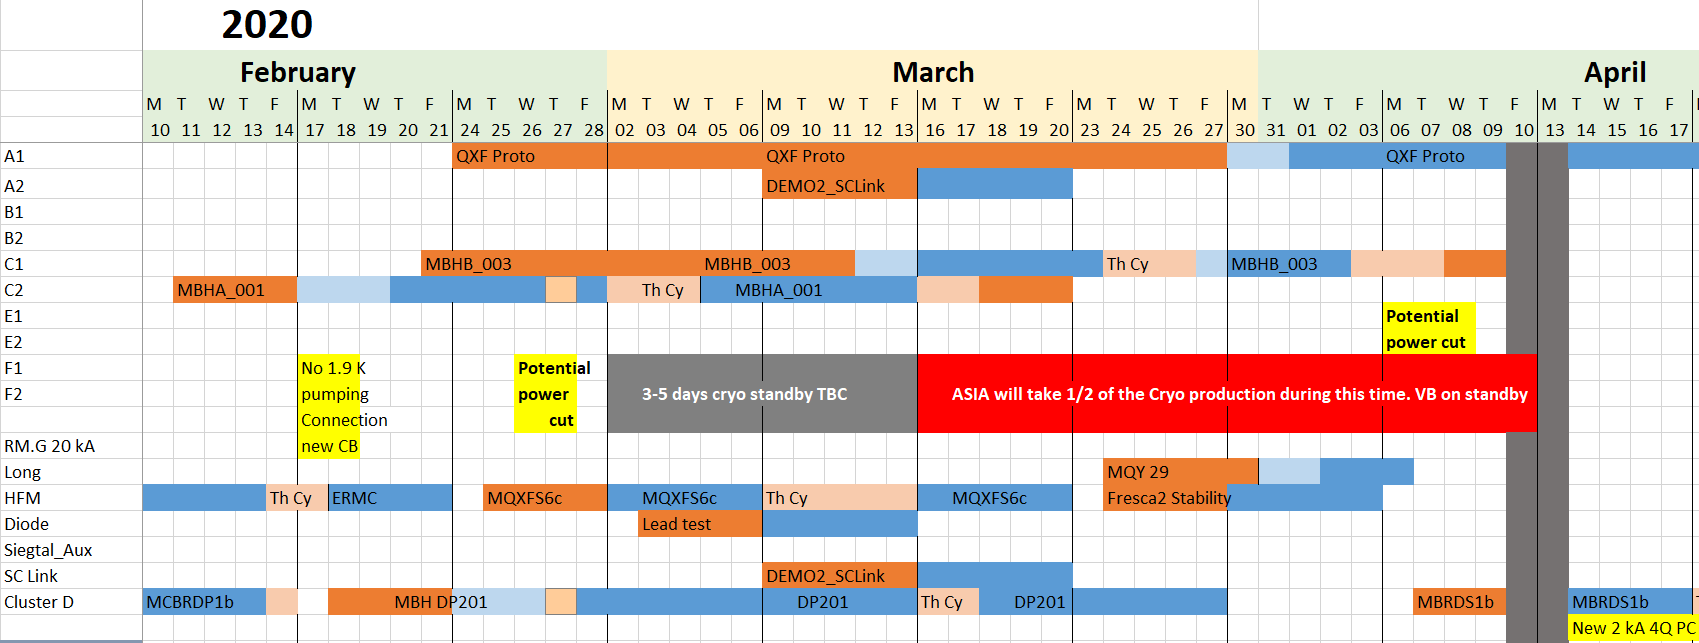 2020
February March April
M T W T F M T W T F M T W T F M T W T F M T W T F M T W T F M T W T F M T W T F M T W T F M T W T F
10 11 12 13 14 17 18 19 20 21 24 25 26 27 28 02 03 04 05 06 09 10 11 12 13 16 17 18 19 20 23 24 25 26 27 30 31 01 02 03 06 07 08 09 10 13 14 15 16 17
A1 QXF Proto QXF Proto QXF Proto
A2 DEMO2_SCLink
B1
B2
C1 MBHB_003 MBHB_003 Th Cy MBHB_003
C2 MBHA_001 Th Cy MBHA_001
E1 Potential
E2 power cut
F1 No 1.9 K Potential
F2 pumping power 3-5 days cryo standby TBC ASIA will take 1/2 of the Cryo production during this time. VB on standby
Connection cut
RM.G 20 kA new CB
Long MQY 29
HFM Th Cy ERMC MQXFS6c MQXFS6c Th Cy MQXFS6c Fresca2 Stability
Diode Lead test
Siegtal_Aux
SC Link DEMO2_SCLink
Cluster D MCBRDP1b MBH DP201 DP201 Th Cy DP201 MBRDS1b MBRDS1b
New 2 kA 4Q PC